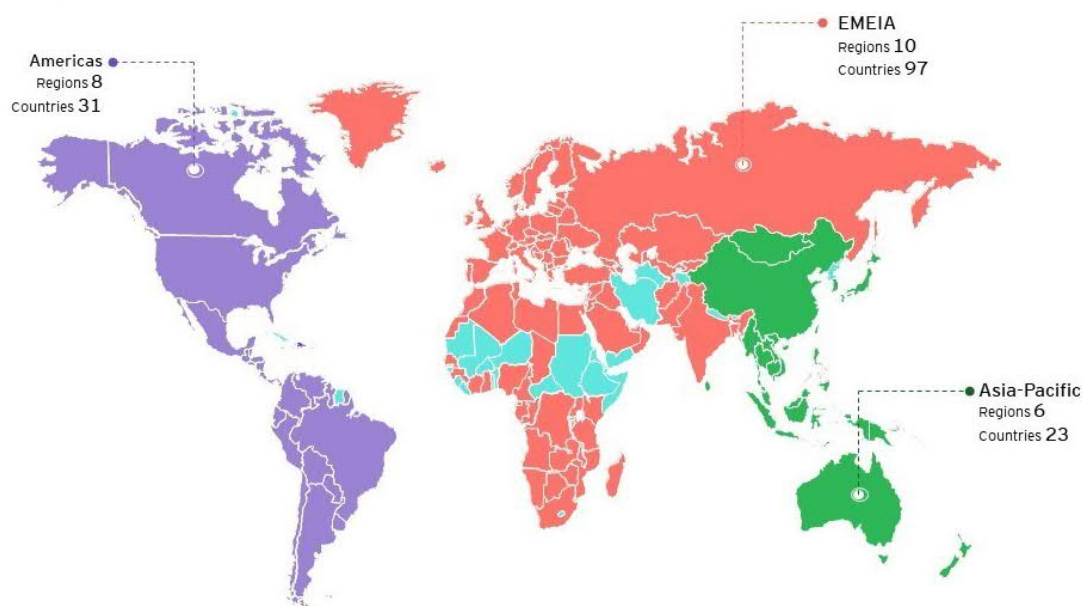 Americas
Regions 8
Countries 31
EMEIA
Regions 10
Countries 97
Asia-Pacific
Regions 6
Countries 23